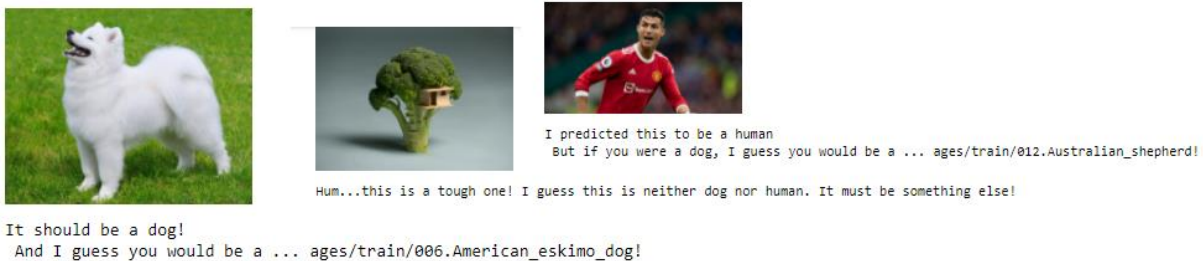 I predicted this to be a human
But if you were a dog, I guess you would be a ... ages/train/012.Australian_shepherd!
Hum...this is a tough one! I guess this is neither dog nor human. It must be something else!
It should be a dog!
And I guess you would be a ... ages/train/006.American_eskimo_dog!